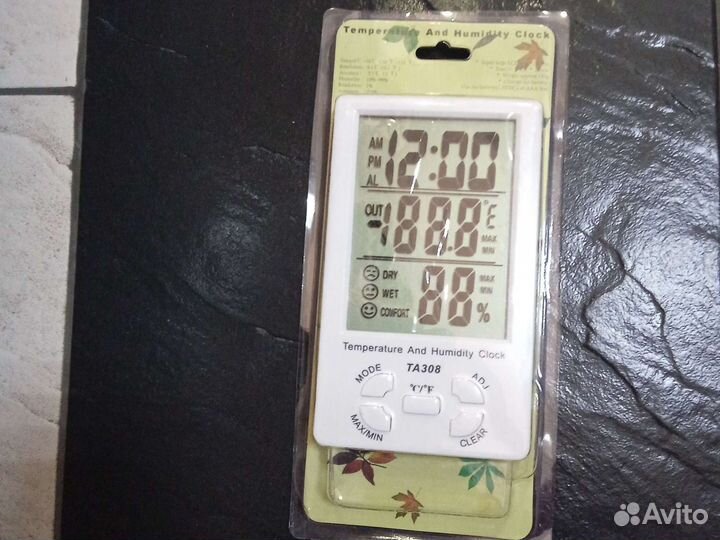 Temperature And Humidity Clock
AM
PM
AL
12:00
OUT
-188.8°E
MAX
MIN
DRY
WET
COMFORT
88%
MAX
MIN
Temperature And Humidity Clock
MODE
TA308
ADJ
°C/°F
MAX/MIN
CLEAR
Avito